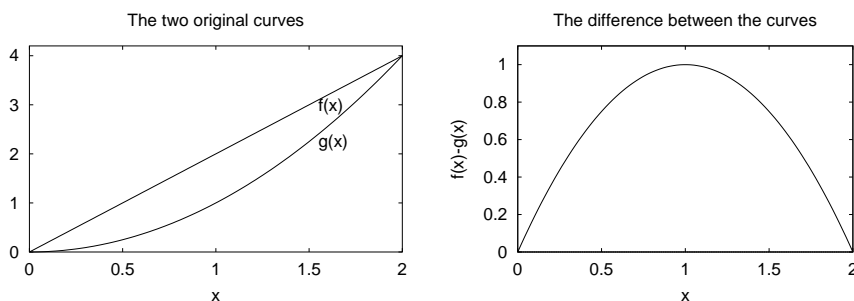 The two original curves
4
3
2
1
0
f(x)
g(x)
0 0.5 1 1.5 2
x
The difference between the curves
f(x)-g(x)
1
0.8
0.6
0.4
0.2
0
0 0.5 1 1.5 2
x